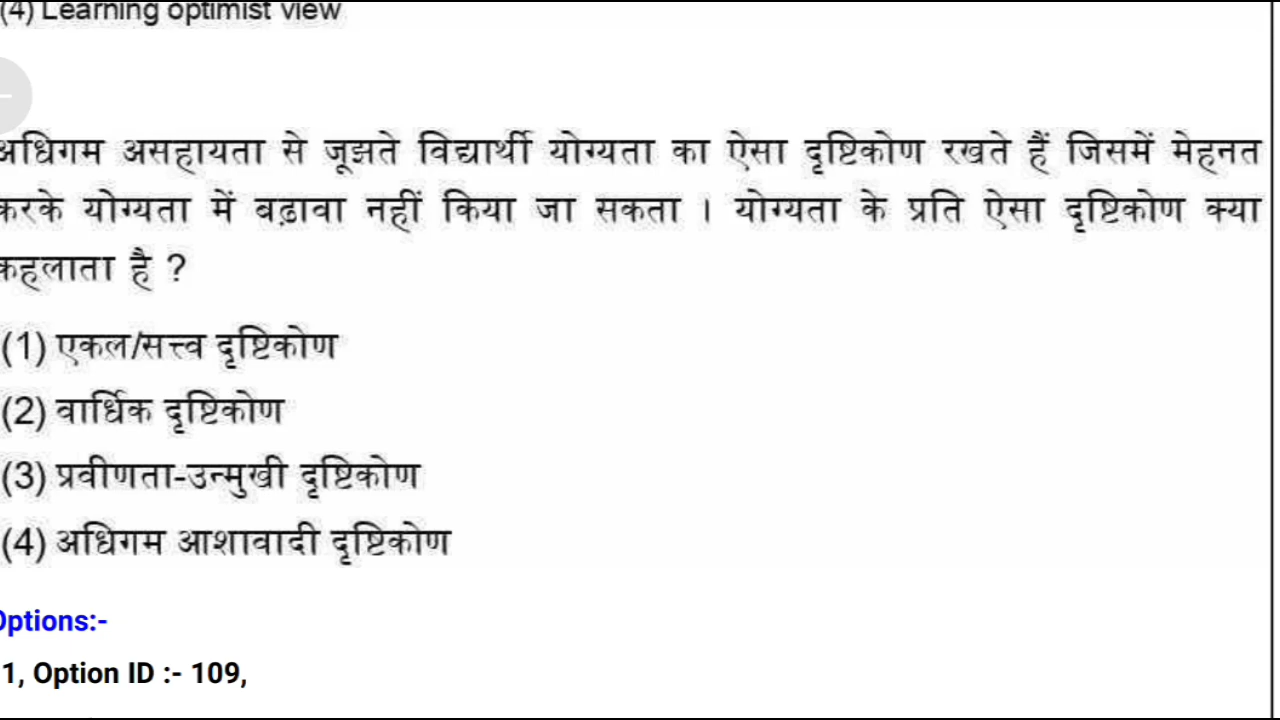 (4) Learning optimist view
अधिगम असहायता से जूझते विद्यार्थी योग्यता का ऐसा दृष्टिकोण रखते हैं जिसमें मेहनत
करके योग्यता में बढ़ावा नहीं किया जा सकता । योग्यता के प्रति ऐसा दृष्टिकोण क्या
कहलाता है ?
(1) एकल/सत्त्व दृष्टिकोण
(2) वार्धिक दृष्टिकोण
(3) प्रवीणता-उन्मुखी दृष्टिकोण
(4) अधिगम आशावादी दृष्टिकोण
Options:-
1, Option ID :- 109,